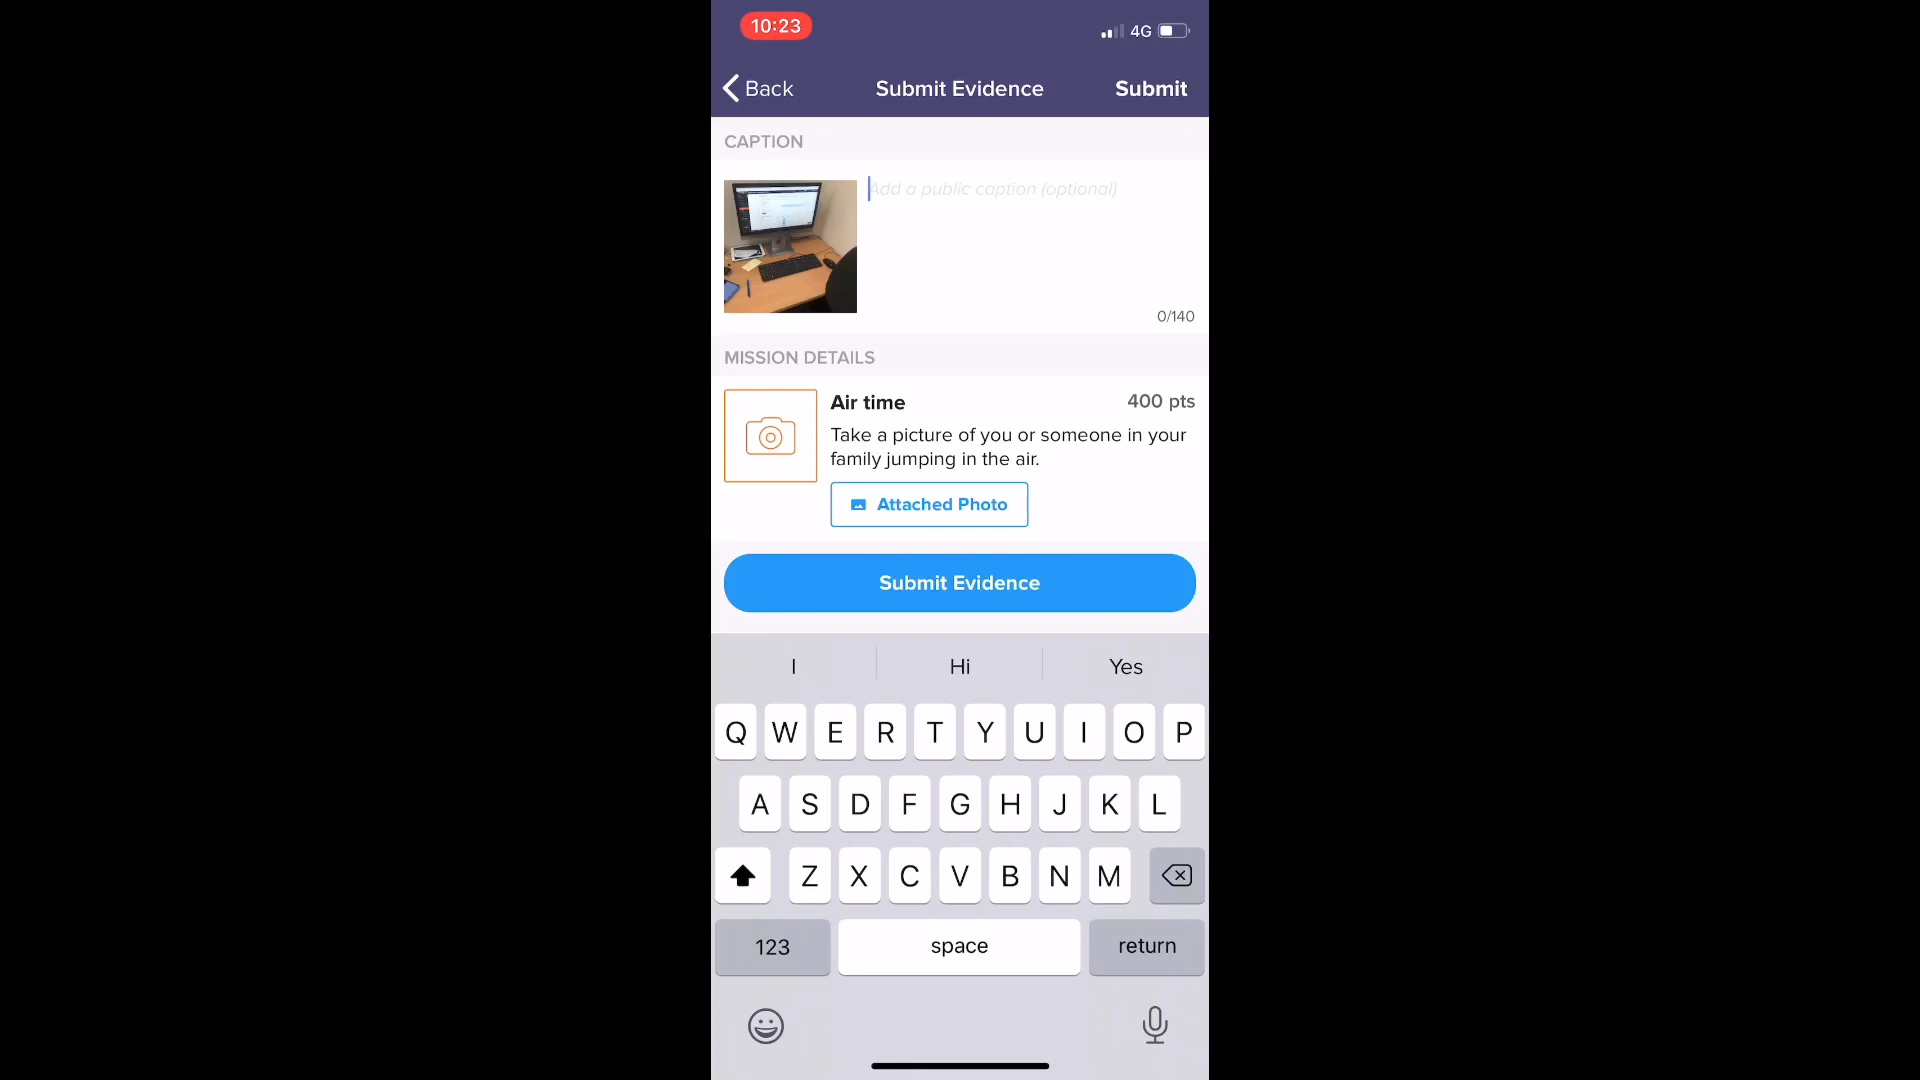 10:23
4G
Back
Submit Evidence
Submit
CAPTION
Add a public caption (optional)
0/140
MISSION DETAILS
Air time
400 pts
Take a picture of you or someone in your
family jumping in the air.
Attached Photo
Submit Evidence
I Hi Yes
Q W E R T Y U I O P
A S D F G H J K L
Z X C V B N M
123 space return